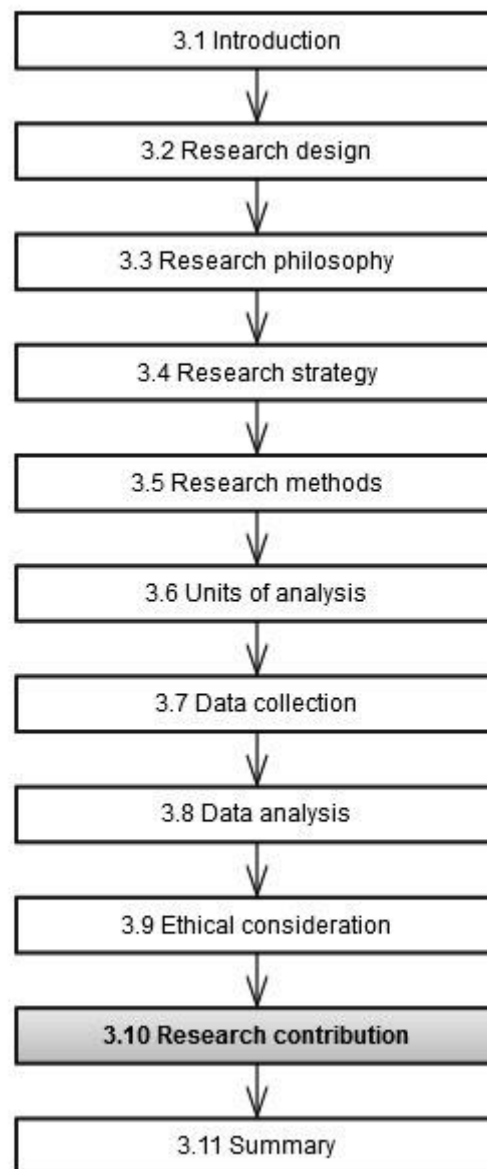 3.1 Introduction
3.2 Research design
3.3 Research philosophy
3.4 Research strategy
3.5 Research methods
3.6 Units of analysis
3.7 Data collection
3.8 Data analysis
3.9 Ethical consideration
3.10 Research contribution
3.11 Summary